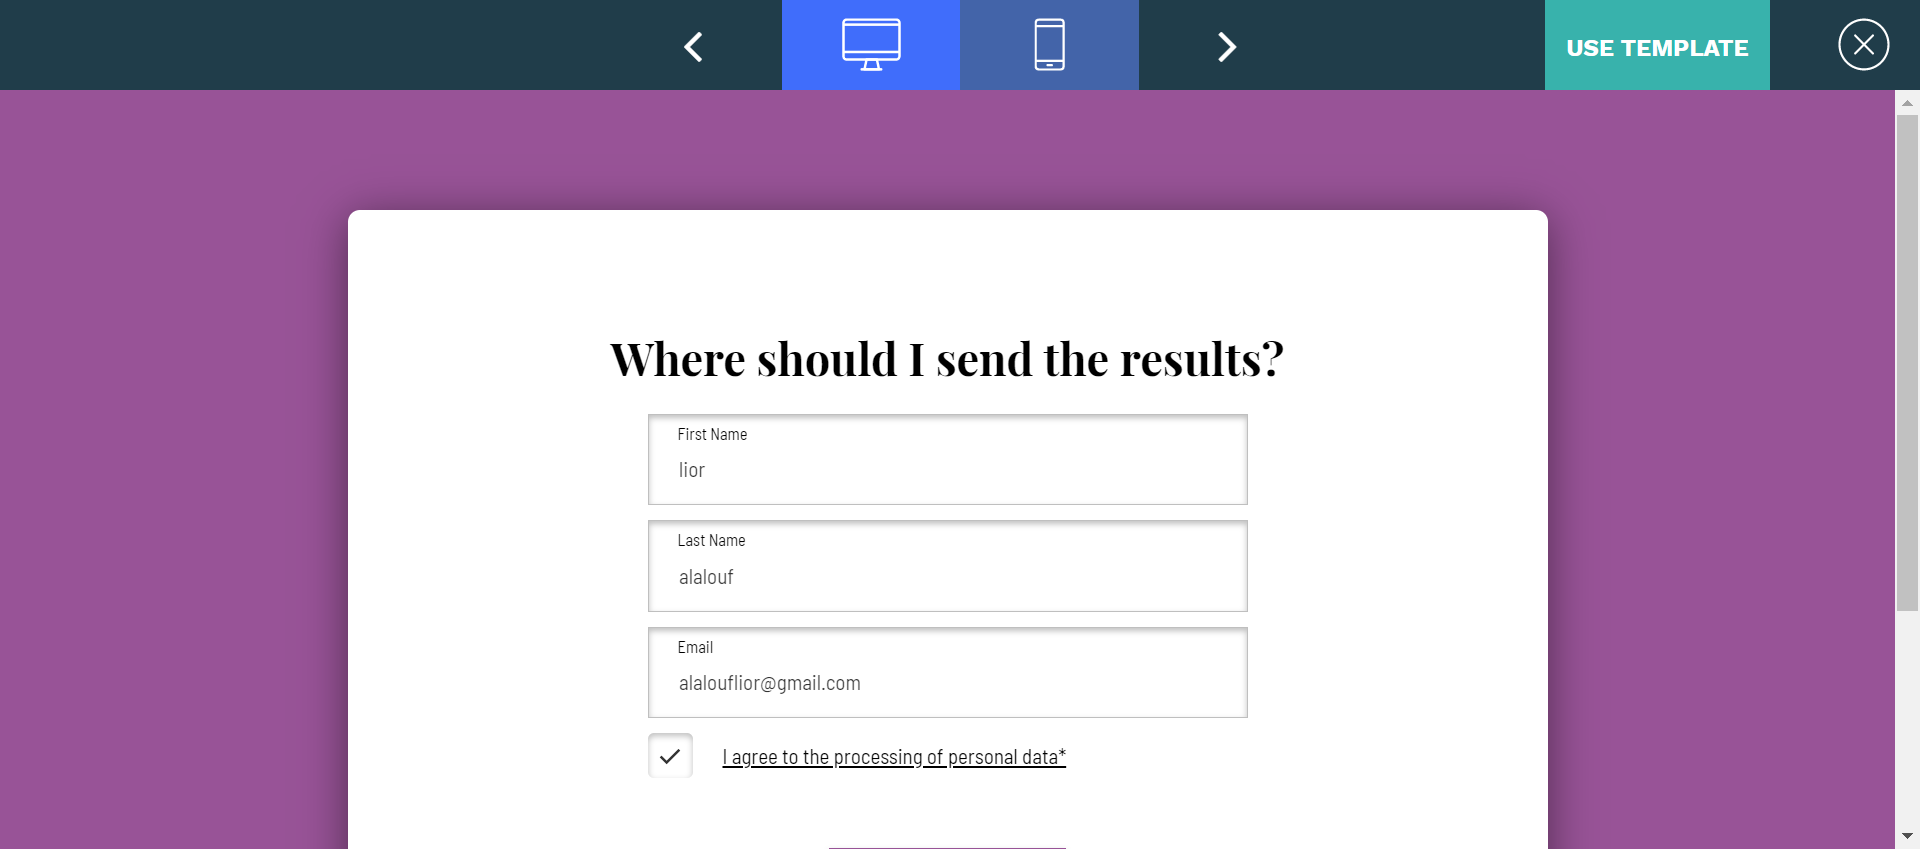 USE TEMPLATE
Where should I send the results?
First Name
lior
Last Name
alalouf
Email
alalouflior@gmail.com
I agree to the processing of personal data*